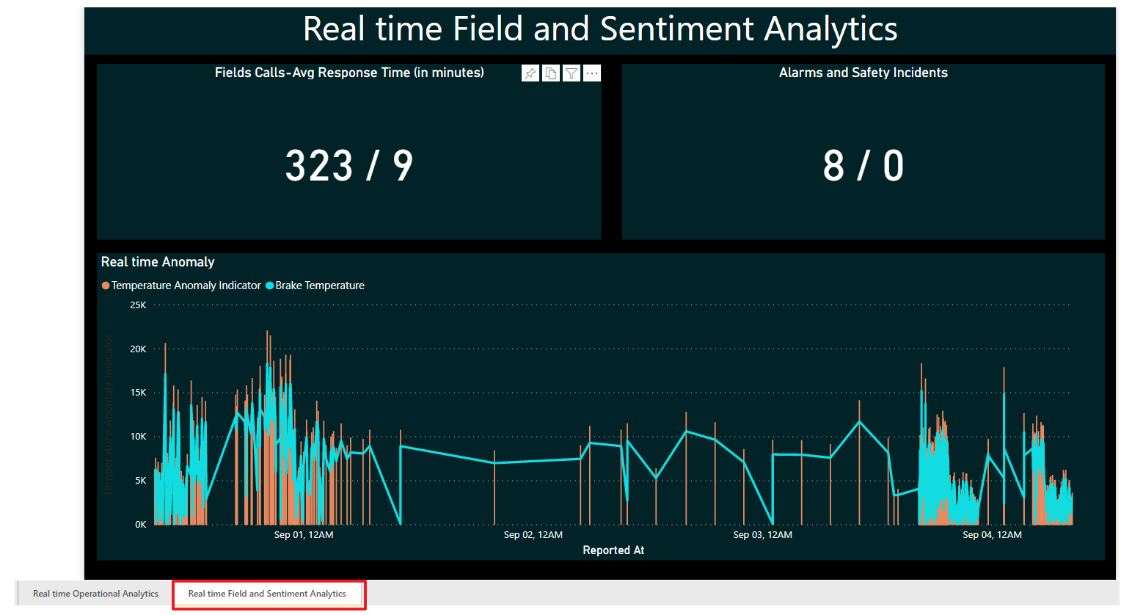 Real time Field and Sentiment Analytics
Fields Calls-Avg Response Time (in minutes)
Alarms and Safety Incidents
323 / 9
8 / 0
Real time Anomaly
Temperature Anomaly Indicator Brake Temperature
Temperature Anomaly Indicator
25K
20K
15K
10K
5K
0K
Sep 01, 12AM Sep 02, 12AM Sep 03, 12AM Sep 04, 12AM
Reported At
Real time Operational Analytics Real time Field and Sentiment Analytics